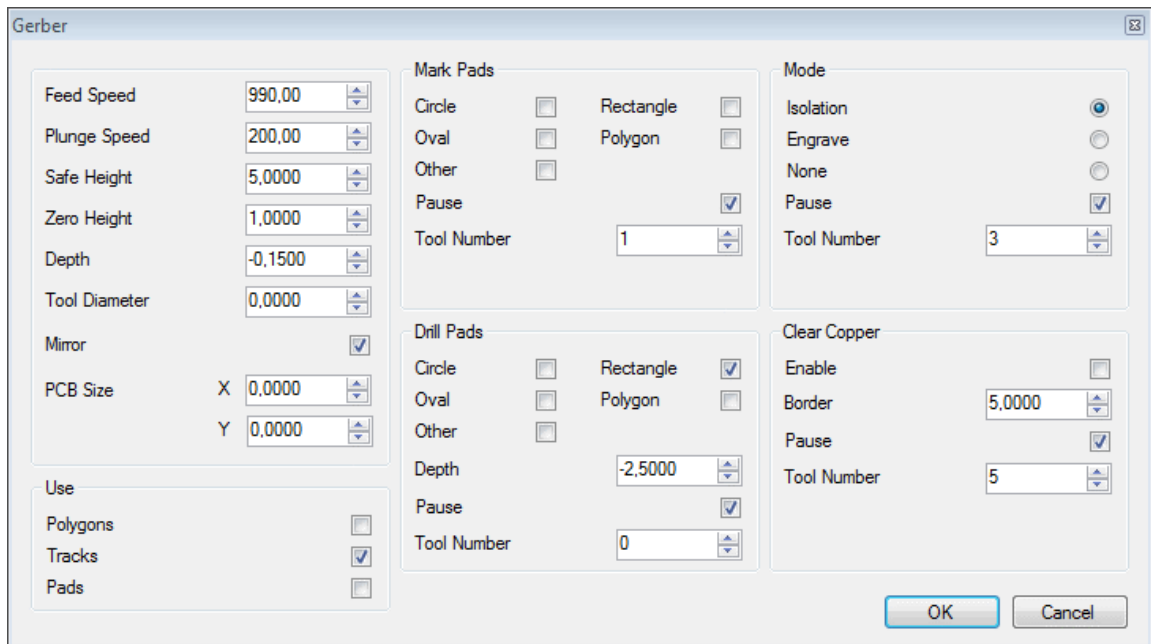 Gerber
Feed Speed 990,00
Plunge Speed 200,00
Safe Height 5,0000
Zero Height 1,0000
Depth -0,1500
Tool Diameter 0,0000
Mirror
PCB Size X 0,0000
Y 0,0000
Use
Polygons
Tracks
Pads
Mark Pads
Circle Rectangle
Oval Polygon
Other
Pause
Tool Number 1
Drill Pads
Circle Rectangle
Oval Polygon
Other
Depth -2,5000
Pause
Tool Number 0
Mode
Isolation
Engrave
None
Pause
Tool Number 3
Clear Copper
Enable
Border 5,0000
Pause
Tool Number 5
OK Cancel